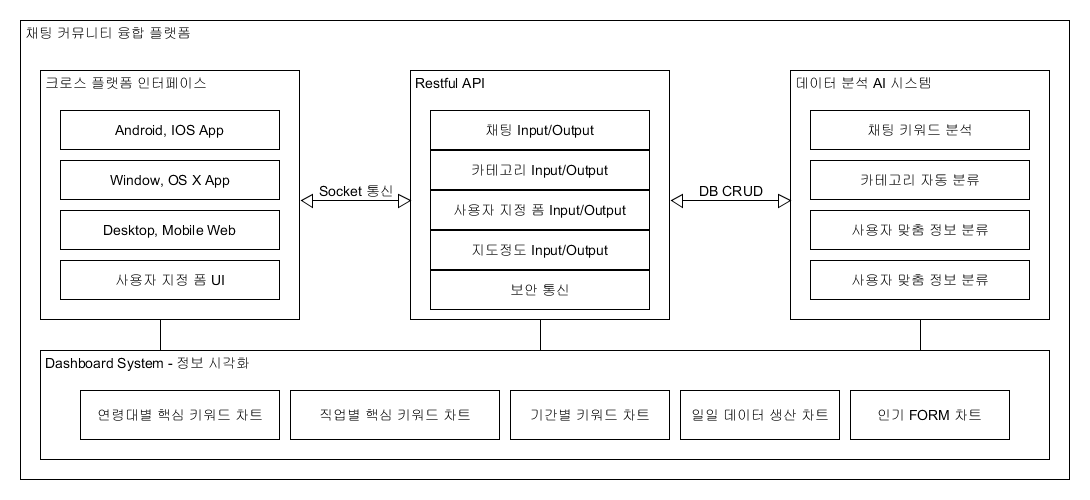 채팅 커뮤니티 융합 플랫폼
크로스 플랫폼 인터페이스
Android, IOS App
Window, OS X App
Desktop, Mobile Web
사용자 지정 폼 UI
Socket 통신
Restful API
채팅 Input/Output
카테고리 Input/Output
사용자 지정 폼 Input/Output
지도정도 Input/Output
보안 통신
DB CRUD
데이터 분석 AI 시스템
채팅 키워드 분석
카테고리 자동 분류
사용자 맞춤 정보 분류
사용자 맞춤 정보 분류
Dashboard System - 정보 시각화
연령대별 핵심 키워드 차트
직업별 핵심 키워드 차트
기간별 키워드 차트
일일 데이터 생산 차트
인기 FORM 차트